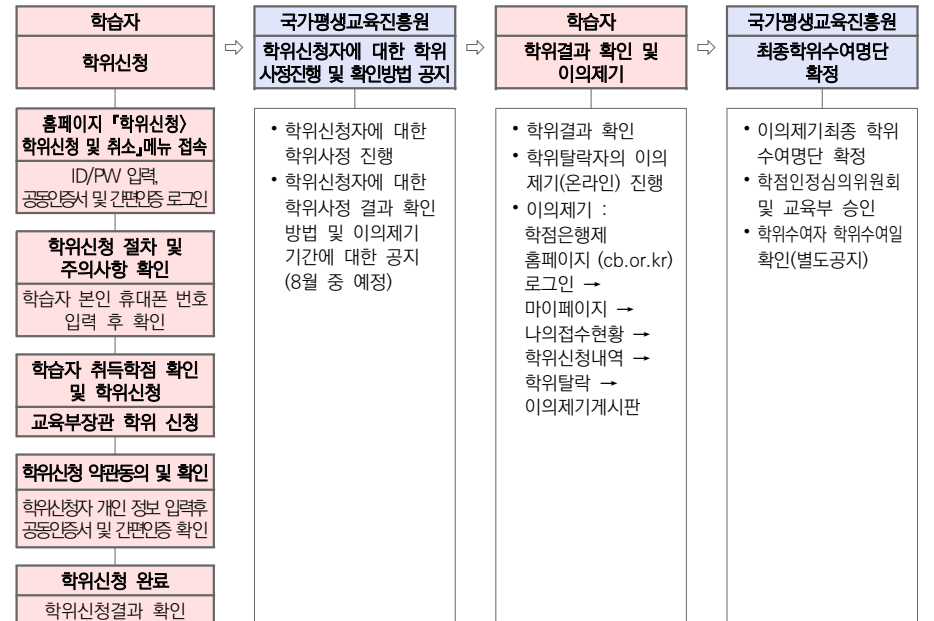 학습자
학위신청
홈페이지 『학위신청〉
학위신청 및 취소』메뉴 접속
ID/PW 입력,
공동인증서 및 간편인증 로그인
학위신청 절차 및
주의사항 확인
학습자 본인 휴대폰 번호
입력 후 확인
학습자 취득학점 확인
및 학위신청
교육부장관 학위 신청
학위신청 약관동의 및 확인
학위신청자 개인 정보 입력후
공동인증서 및 간편인증 확인
학위신청 완료
학위신청결과 확인
⇨
국가평생교육진흥원
학위신청자에 대한 학위
사정진행 및 확인방법 공지
• 학위신청자에 대한
학위사정 진행
• 학위신청자에 대한
학위사정 결과 확인
방법 및 이의제기
기간에 대한 공지
(8월 중 예정)
⇨
학습자
학위결과 확인 및
이의제기
• 학위결과 확인
• 학위탈락자의 이의
제기(온라인) 진행
• 이의제기 :
학점은행제
홈페이지 (cb.or.kr)
로그인 →
마이페이지 →
나의접수현황 →
학위신청내역 →
학위탈락 →
이의제기게시판
⇨
국가평생교육진흥원
최종학위수여명단
확정
• 이의제기최종 학위
수여명단 확정
• 학점인정심의위원회
및 교육부 승인
• 학위수여자 학위수여일
확인(별도공지)